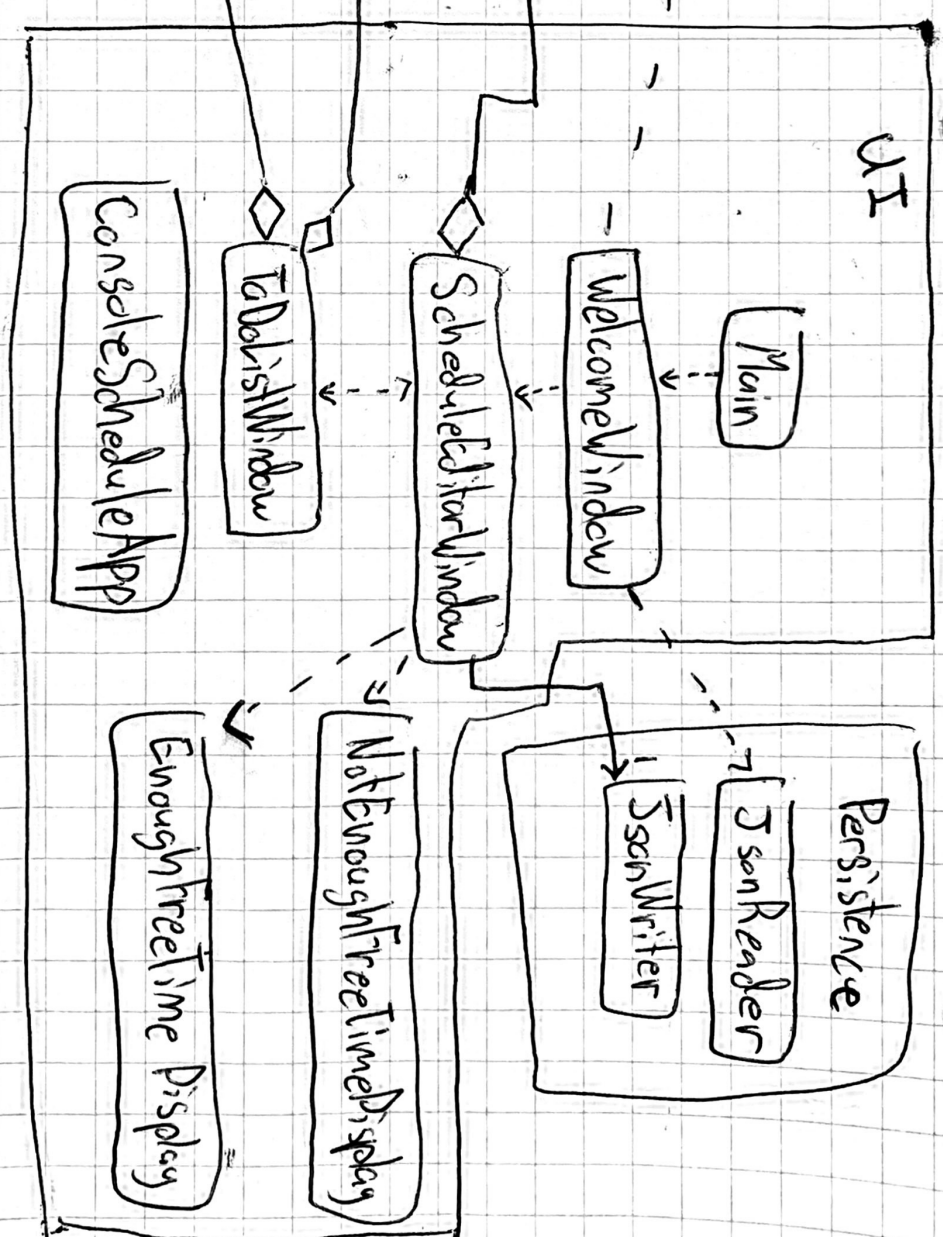 UI
Main
WelcomeWindow
ScheduleEditorWindow
ToDoListWindow
ConsoleScheduleApp
Persistence
JsonReader
JsonWriter
NotEnoughFreeTimeDisplay
EnoughFreeTime Display